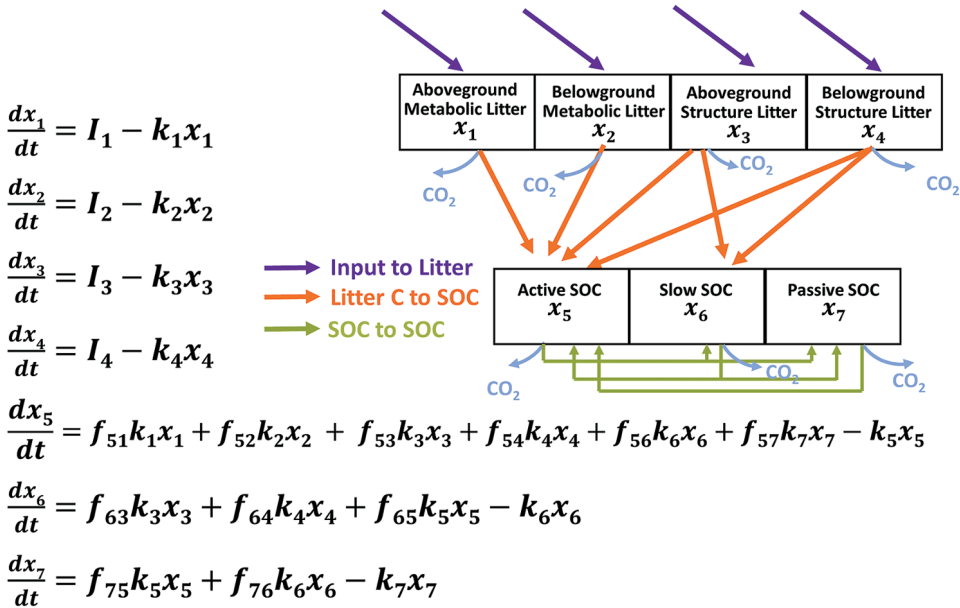 Aboveground Metabolic Litter x₁
Belowground Metabolic Litter x₂
Aboveground Structure Litter x₃
Belowground Structure Litter x₄
CO₂
CO₂
CO₂
CO₂
dx₁/dt = I₁ − k₁x₁
dx₂/dt = I₂ − k₂x₂
dx₃/dt = I₃ − k₃x₃
dx₄/dt = I₄ − k₄x₄
Input to Litter
Litter C to SOC
SOC to SOC
Active SOC x₅
Slow SOC x₆
Passive SOC x₇
CO₂
CO₂
CO₂
dx₅/dt = f₅₁k₁x₁ + f₅₂k₂x₂ + f₅₃k₃x₃ + f₅₄k₄x₄ + f₅₆k₆x₆ + f₅₇k₇x₇ − k₅x₅
dx₆/dt = f₆₃k₃x₃ + f₆₄k₄x₄ + f₆₅k₅x₅ − k₆x₆
dx₇/dt = f₇₅k₅x₅ + f₇₆k₆x₆ − k₇x₇